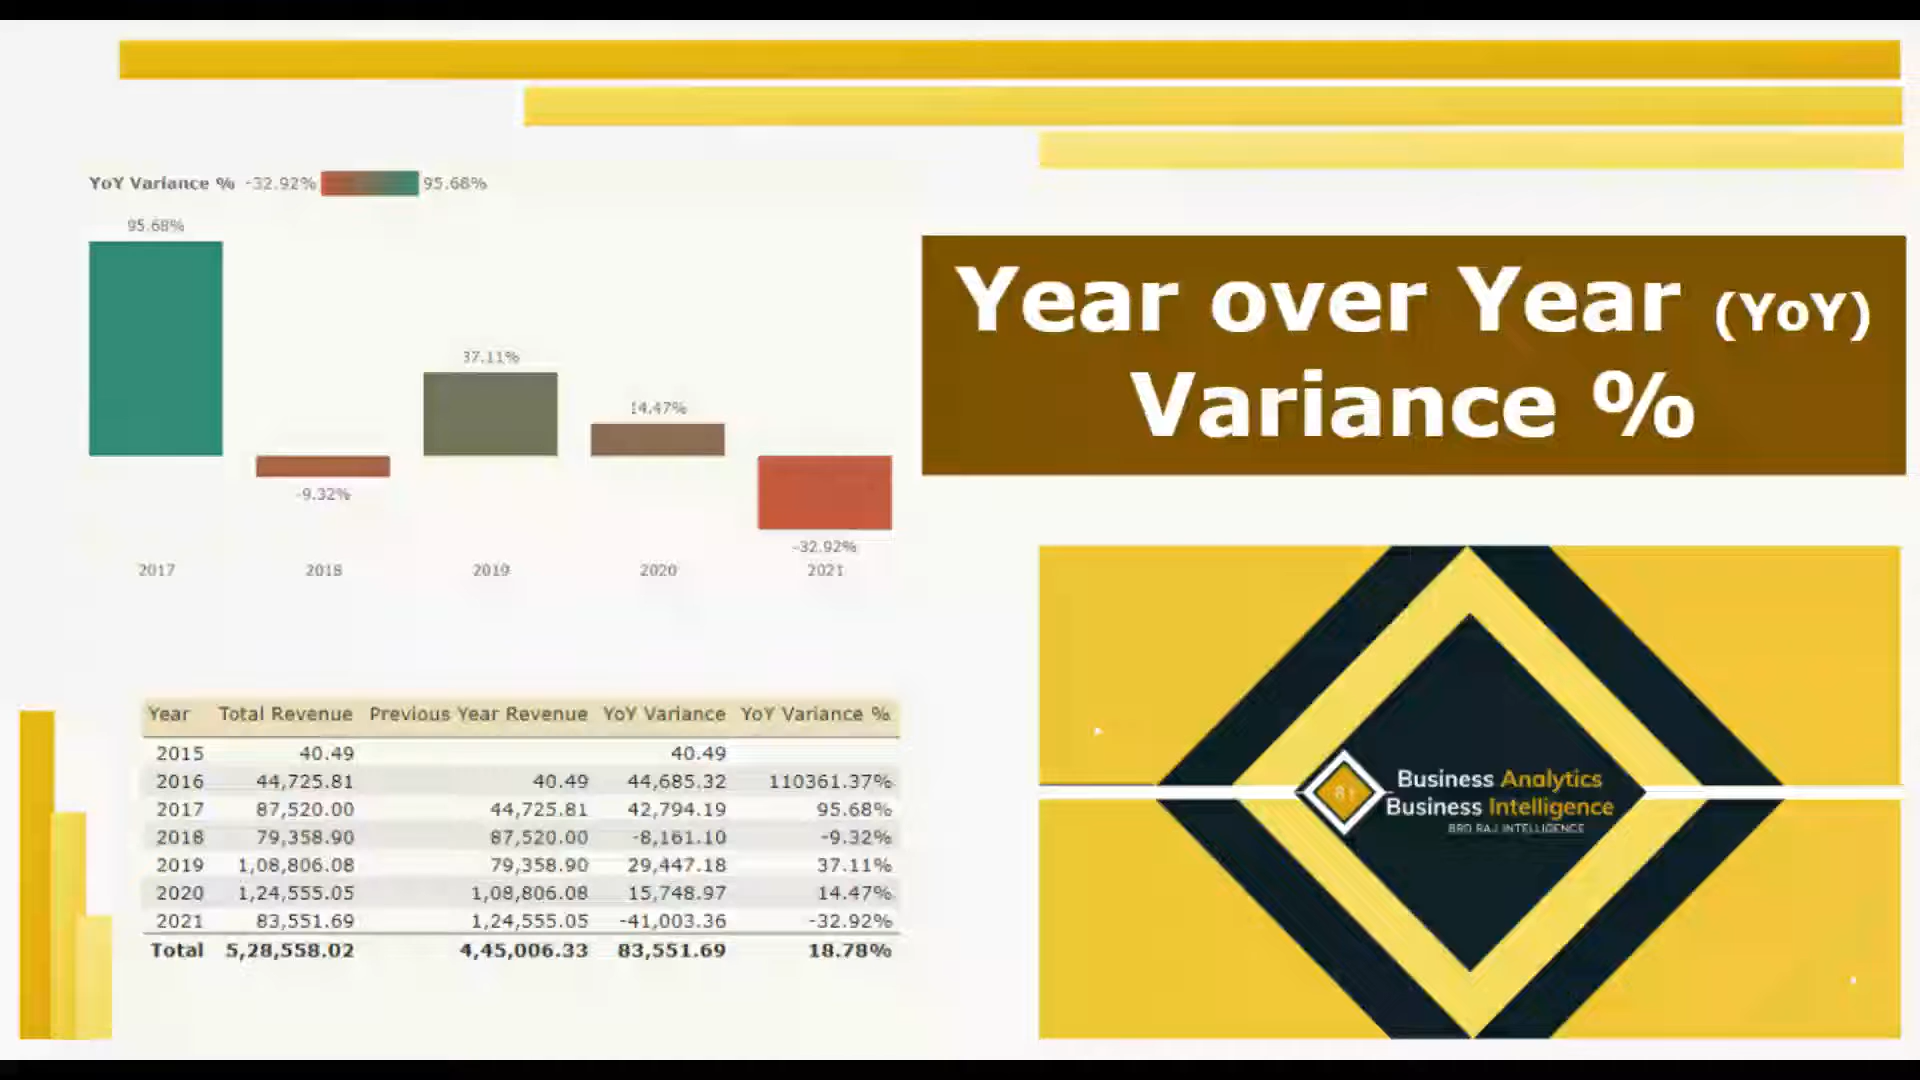 YoY Variance % -32.92% 95.68%
95.68%
37.11%
14.47%
-9.32%
-32.92%
2017 2018 2019 2020 2021
Year over Year (YoY)
Variance %
Year Total Revenue Previous Year Revenue YoY Variance YoY Variance %
2015 40.49 40.49
2016 44,725.81 40.49 44,685.32 110361.37%
2017 87,520.00 44,725.81 42,794.19 95.68%
2018 79,358.90 87,520.00 -8,161.10 -9.32%
2019 1,08,806.08 79,358.90 29,447.18 37.11%
2020 1,24,555.05 1,08,806.08 15,748.97 14.47%
2021 83,551.69 1,24,555.05 -41,003.36 -32.92%
Total 5,28,558.02 4,45,006.33 83,551.69 18.78%
Business Analytics
Business Intelligence
BRO RAJ INTELLIGENCE